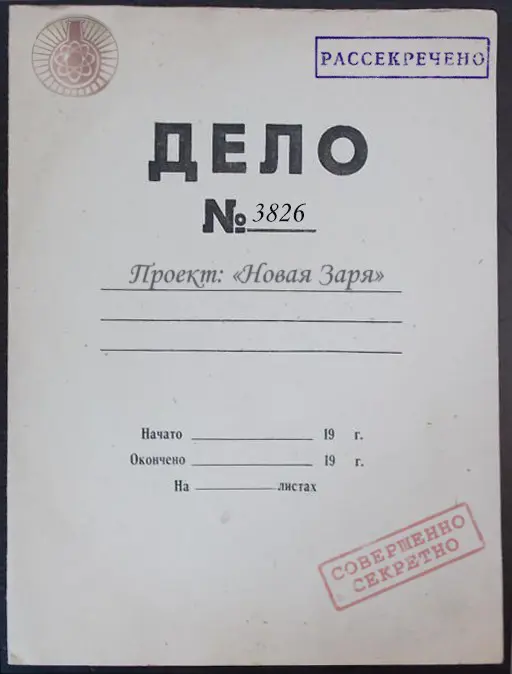 РАССЕКРЕЧЕНО
ДЕЛО
№ 3826
Проект: «Новая Заря»
Начато 19 г.
Окончено 19 г.
На листах
СОВЕРШЕННО
СЕКРЕТНО